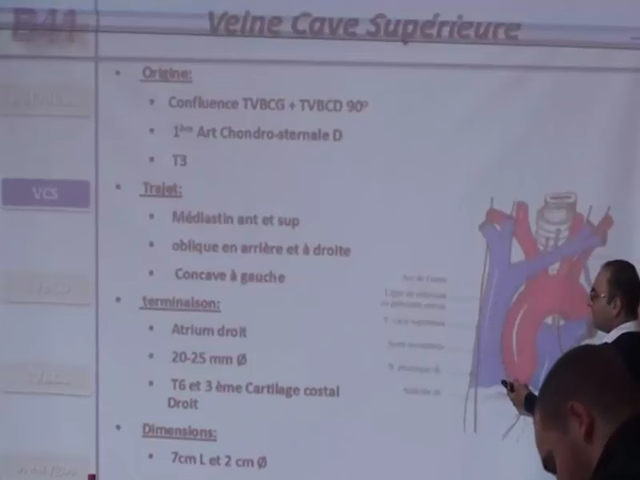 Veine Cave Supérieure
• Origine:
• Confluence TVBCG + TVBCD 90º
• 1ère Art Chondro-sternale D
• T3
VCS
• Trajet:
• Médiastin ant et sup
• oblique en arrière et à droite
• Concave à gauche
• terminaison:
• Atrium droit
• 20-25 mm Ø
• T6 et 3 ème Cartilage costal
Droit
• Dimensions:
• 7cm L et 2 cm Ø